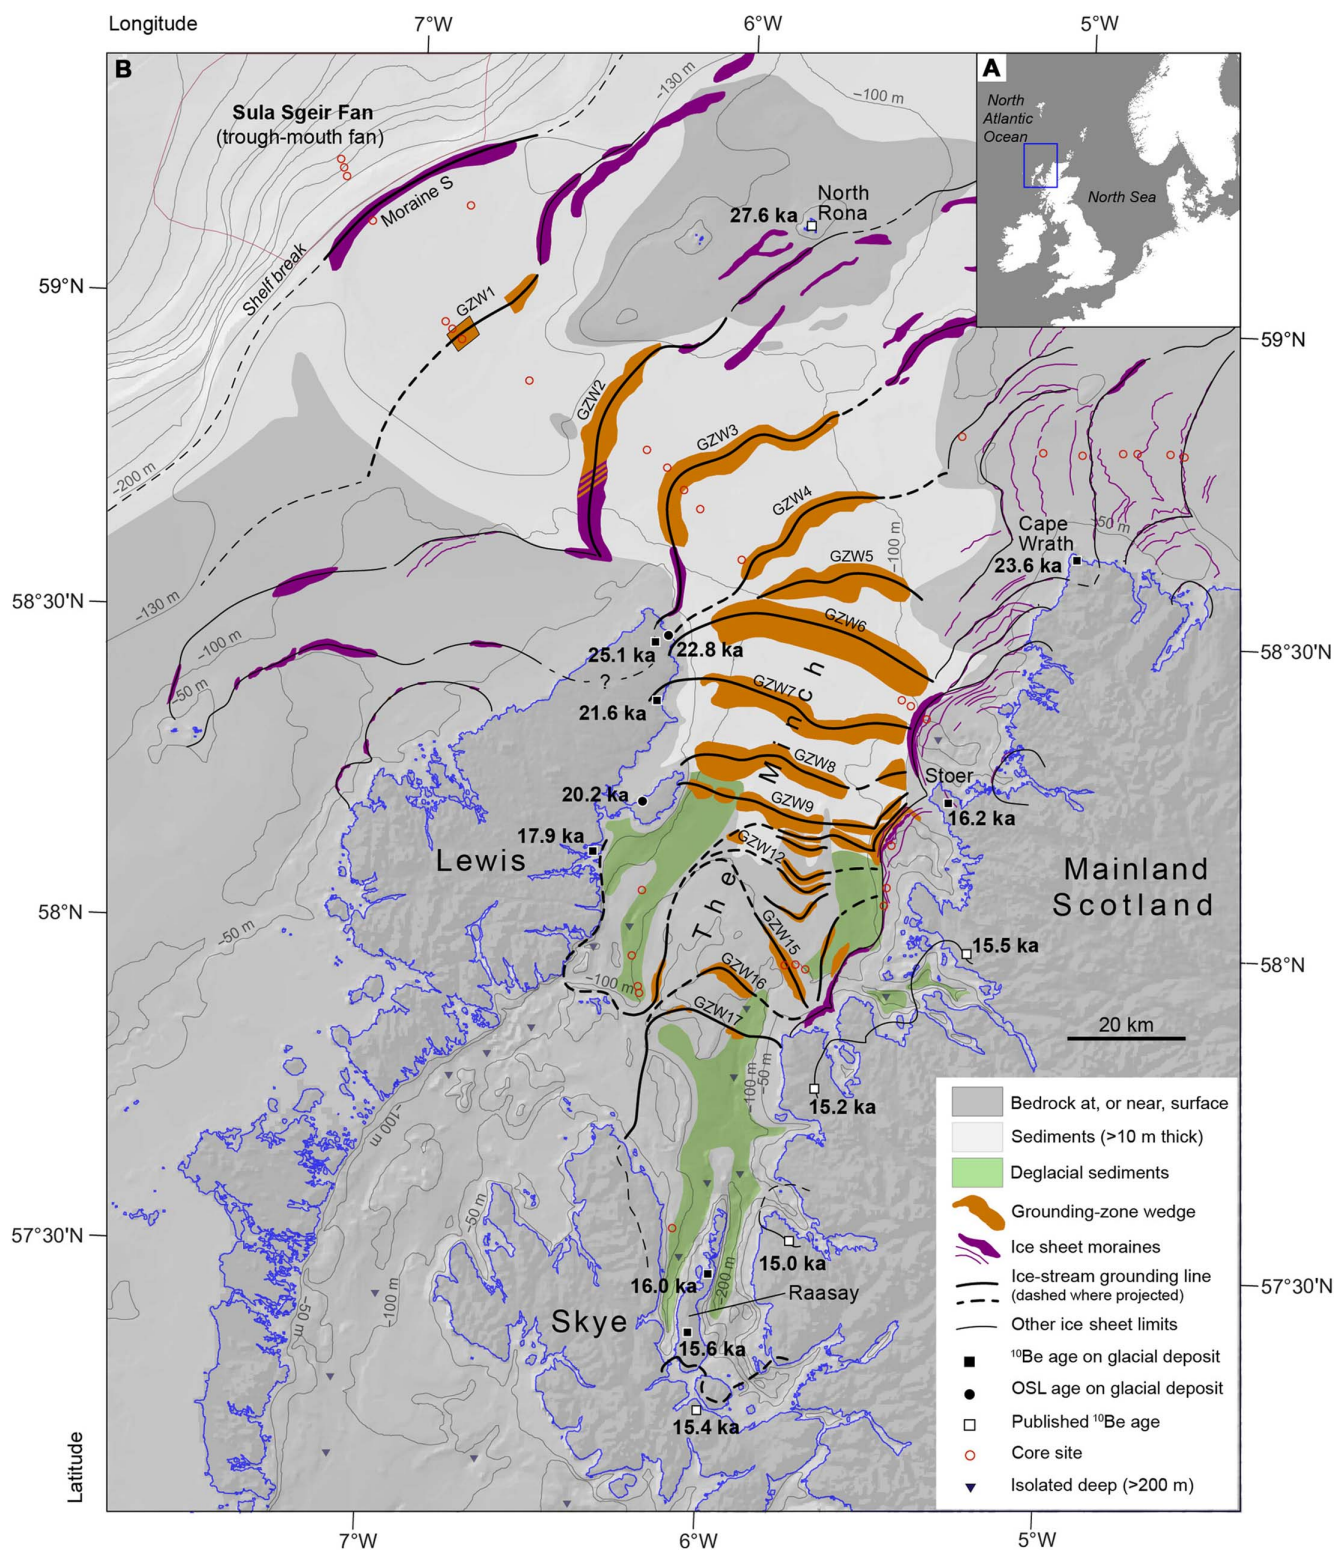 Longitude
7°W
6°W
5°W
B
A
North
Atlantic
Ocean
North Sea
Sula Sgeir Fan
(trough-mouth fan)
−130 m
−100 m
Moraine S
Shelf break
North
Rona
27.6 ka
59°N
GZW1
59°N
GZW2
GZW3
−200 m
GZW4
−100 m
−50 m
Cape
Wrath
23.6 ka
GZW5
58°30'N
−130 m
GZW6
−100 m
25.1 ka
22.8 ka
58°30'N
−50 m
?
21.6 ka
GZW7
The Minch
GZW8
Stoer
20.2 ka
GZW9
16.2 ka
17.9 ka
GZW12
Lewis
Mainland
Scotland
58°N
−50 m
GZW15
15.5 ka
58°N
−100 m
GZW16
GZW17
20 km
−100 m
−50 m
−100 m
15.2 ka
−50 m
57°30'N
15.0 ka
16.0 ka
−200 m
−50 m
−100 m
57°30'N
Raasay
Skye
15.6 ka
15.4 ka
Bedrock at, or near, surface
Sediments (>10 m thick)
Deglacial sediments
Grounding-zone wedge
Ice sheet moraines
Ice-stream grounding line
(dashed where projected)
Other ice sheet limits
¹⁰Be age on glacial deposit
OSL age on glacial deposit
Published ¹⁰Be age
Core site
Isolated deep (>200 m)
Latitude
7°W
6°W
5°W